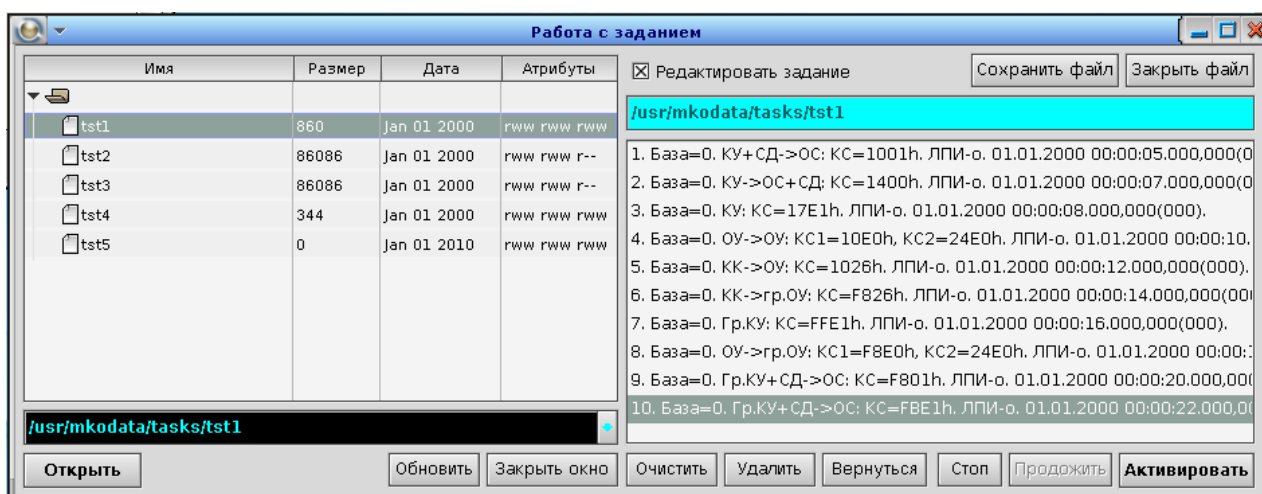 Работа с заданием
Имя Размер Дата Атрибуты
tst1 860 Jan 01 2000 rww rww rww
tst2 86086 Jan 01 2000 rww rww r--
tst3 86086 Jan 01 2000 rww rww r--
tst4 344 Jan 01 2000 rww rww rww
tst5 0 Jan 01 2010 rww rww rww
/usr/mkodata/tasks/tst1
Открыть Обновить Закрыть окно
Редактировать задание Сохранить файл Закрыть файл
/usr/mkodata/tasks/tst1
1. База=0. КУ+СД->ОС: КС=1001h. ЛПИ-о. 01.01.2000 00:00:05.000,000(0
2. База=0. КУ->ОС+СД: КС=1400h. ЛПИ-о. 01.01.2000 00:00:07.000,000(0
3. База=0. КУ: КС=17E1h. ЛПИ-о. 01.01.2000 00:00:08.000,000(000).
4. База=0. ОУ->ОУ: КС1=10E0h, КС2=24E0h. ЛПИ-о. 01.01.2000 00:00:10.
5. База=0. КК->ОУ: КС=1026h. ЛПИ-о. 01.01.2000 00:00:12.000,000(000).
6. База=0. КК->гр.ОУ: КС=F826h. ЛПИ-о. 01.01.2000 00:00:14.000,000(00
7. База=0. Гр.КУ: КС=FFE1h. ЛПИ-о. 01.01.2000 00:00:16.000,000(000).
8. База=0. ОУ->гр.ОУ: КС1=F8E0h, КС2=24E0h. ЛПИ-о. 01.01.2000 00:00:
9. База=0. Гр.КУ+СД->ОС: КС=F801h. ЛПИ-о. 01.01.2000 00:00:20.000,00
10. База=0. Гр.КУ+СД->ОС: КС=FBE1h. ЛПИ-о. 01.01.2000 00:00:22.000,0
Очистить Удалить Вернуться Стоп Продолжить Активировать